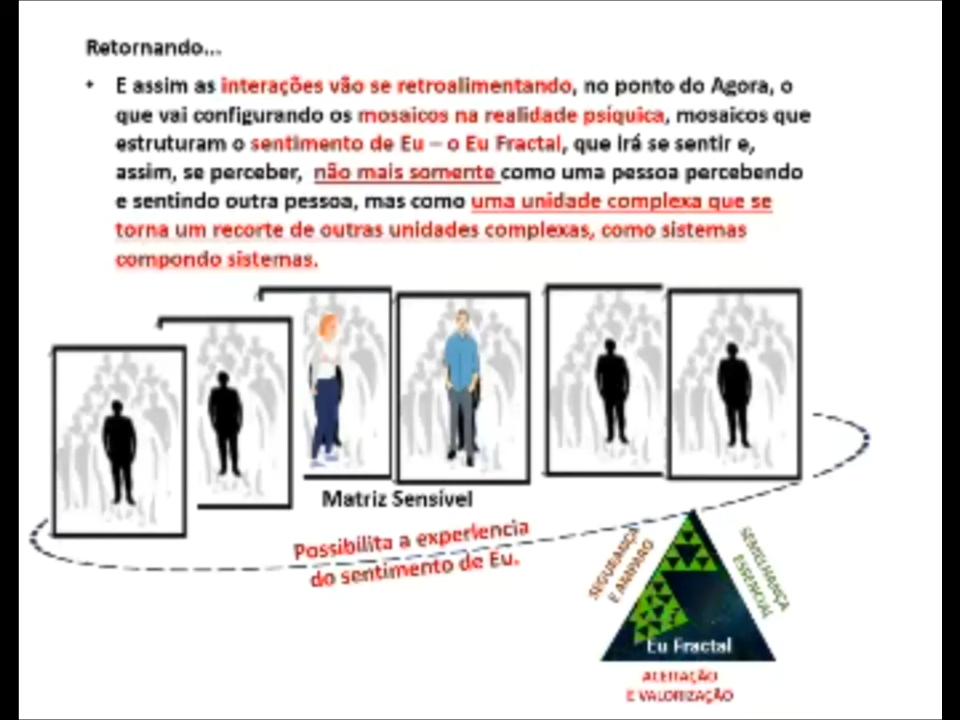 Retornando...
• E assim as interações vão se retroalimentando, no ponto do Agora, o
que vai configurando os mosaicos na realidade psíquica, mosaicos que
estruturam o sentimento de Eu – o Eu Fractal, que irá se sentir e,
assim, se perceber, não mais somente como uma pessoa percebendo
e sentindo outra pessoa, mas como uma unidade complexa que se
torna um recorte de outras unidades complexas, como sistemas
compondo sistemas.
Matriz Sensível
Possibilita a experiencia
do sentimento de Eu.
SEGURANÇA
E AMPARO
SEMELHANÇA
ESSENCIAL
Eu Fractal
ACEITAÇÃO
E VALORIZAÇÃO